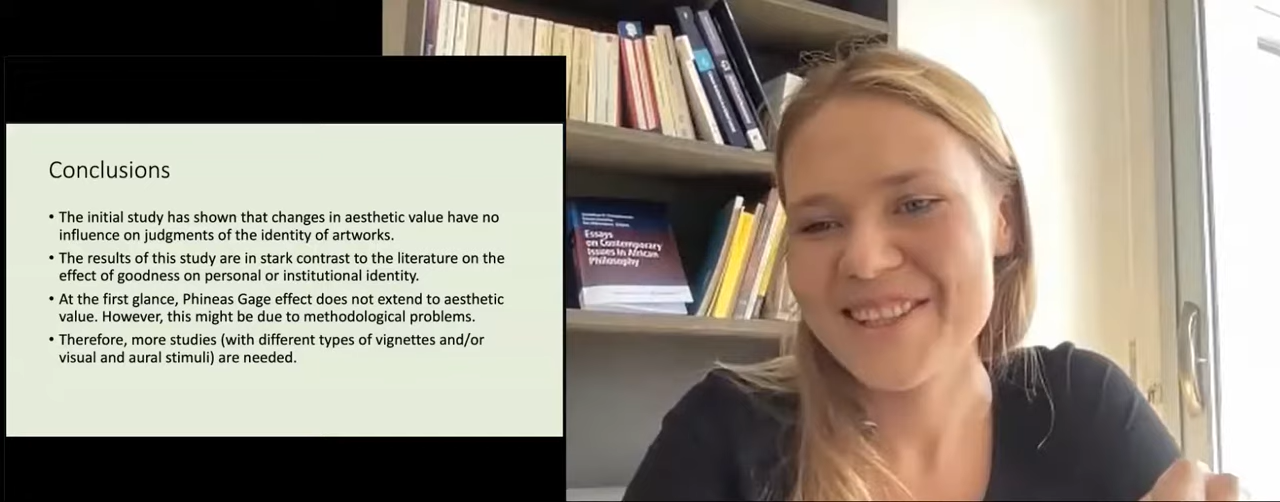 Conclusions
• The initial study has shown that changes in aesthetic value have no
influence on judgments of the identity of artworks.
• The results of this study are in stark contrast to the literature on the
effect of goodness on personal or institutional identity.
• At the first glance, Phineas Gage effect does not extend to aesthetic
value. However, this might be due to methodological problems.
• Therefore, more studies (with different types of vignettes and/or
visual and aural stimuli) are needed.
Essays
on Contemporary
Issues in African
Philosophy